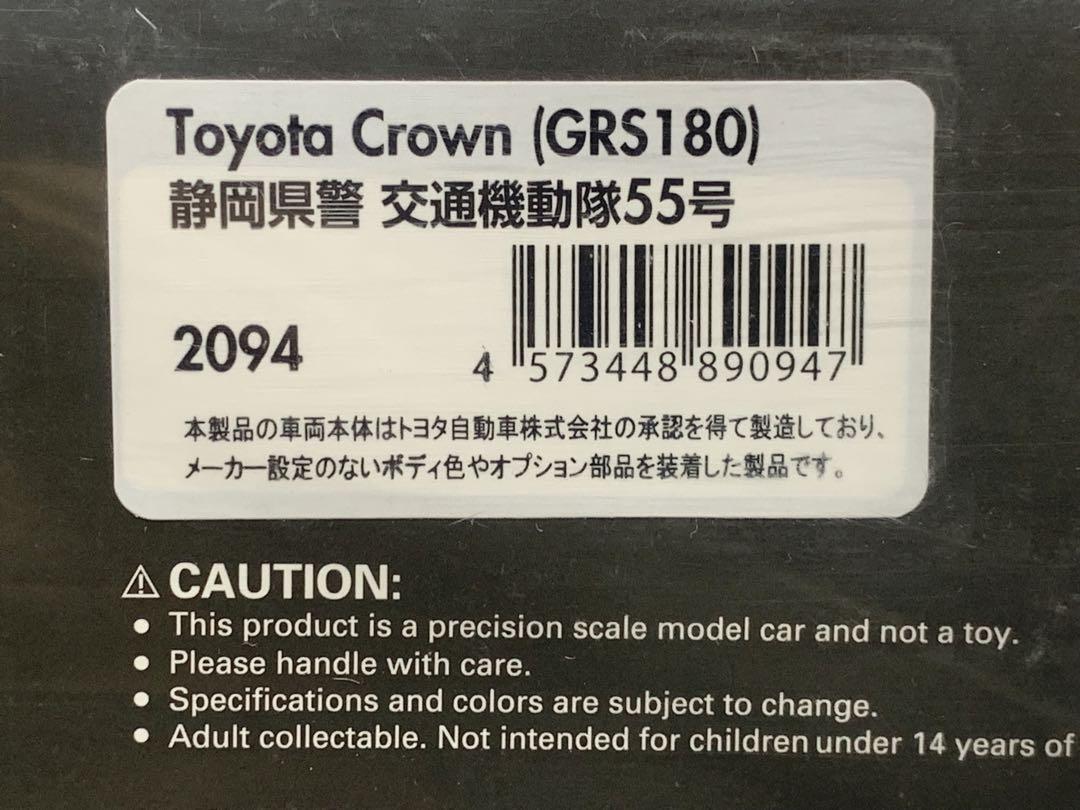 Toyota Crown (GRS180)
静岡県警 交通機動隊55号
2094
4 573448 890947
本製品の車両本体はトヨタ自動車株式会社の承認を得て製造しており、
メーカー設定のないボディ色やオプション部品を装着した製品です。
⚠ CAUTION:
● This product is a precision scale model car and not a toy.
● Please handle with care.
● Specifications and colors are subject to change.
● Adult collectable. Not intended for children under 14 years of